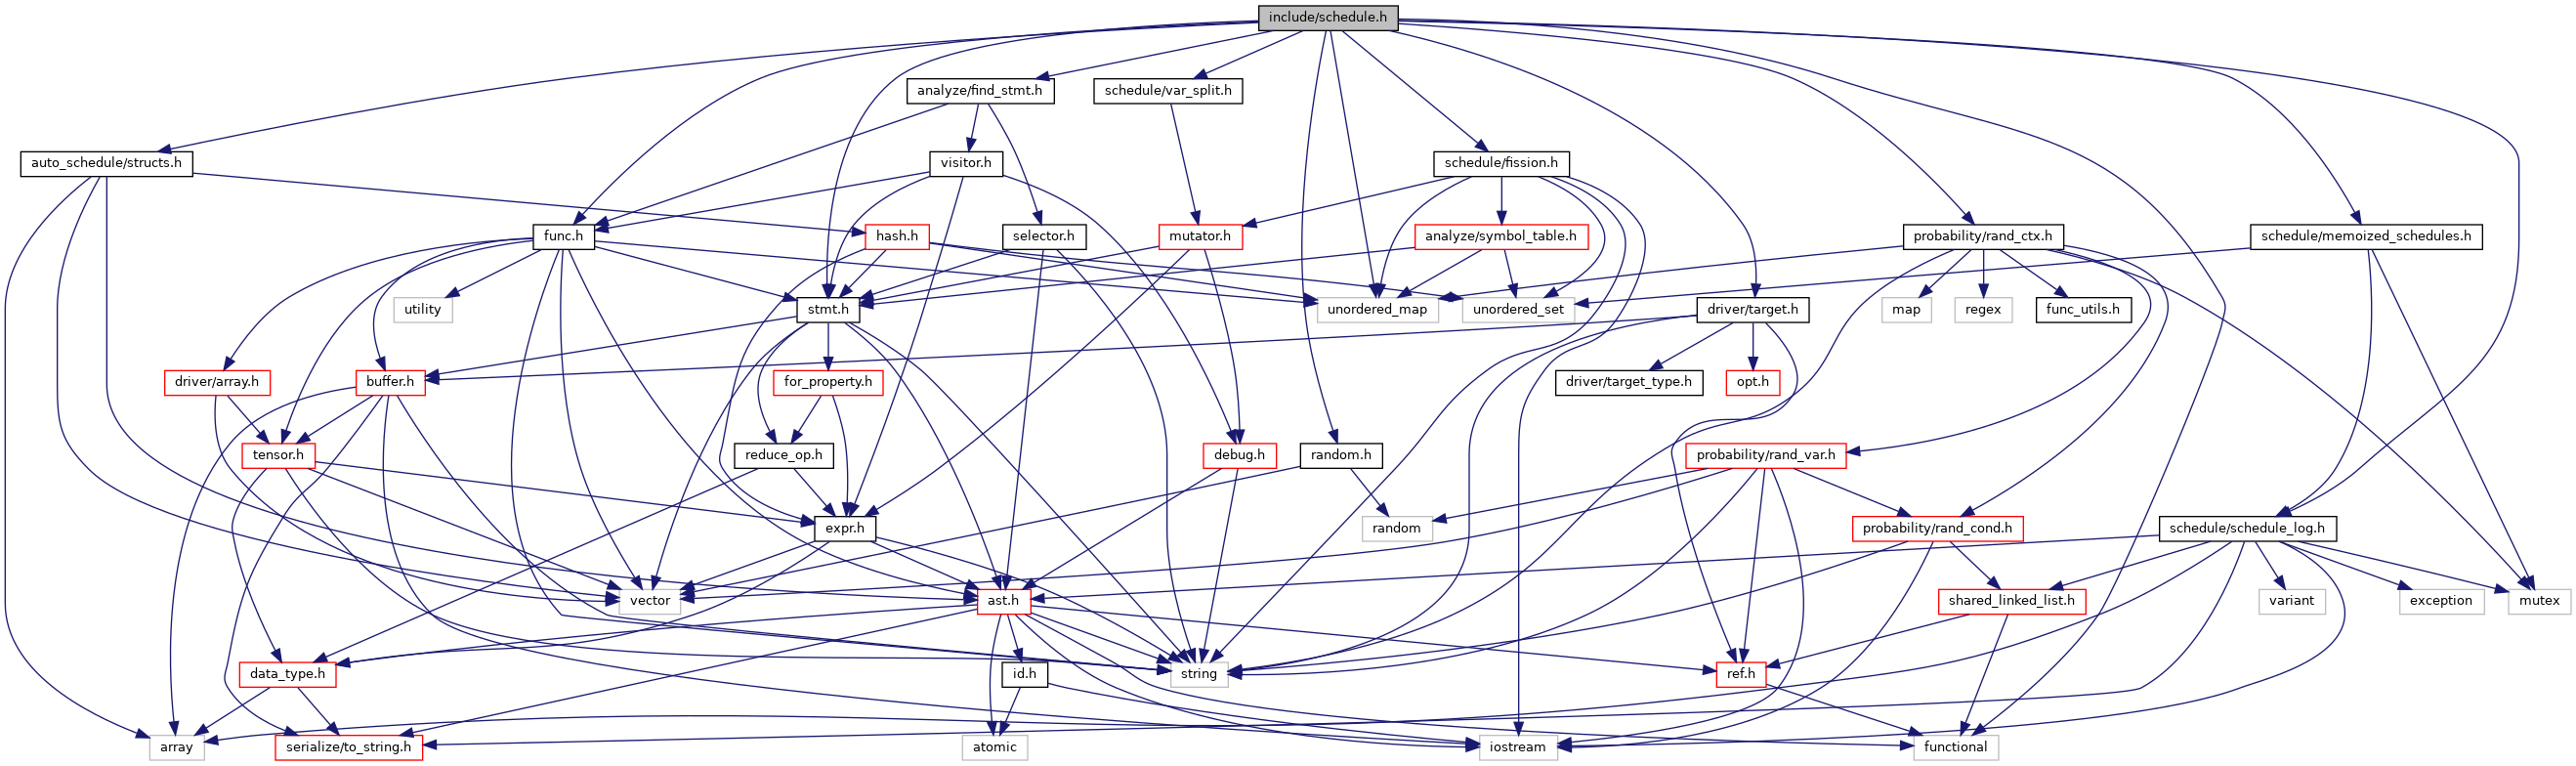 include/schedule.h
analyze/find_stmt.h
schedule/var_split.h
auto_schedule/structs.h
visitor.h
schedule/fission.h
func.h
hash.h
selector.h
mutator.h
analyze/symbol_table.h
probability/rand_ctx.h
schedule/memoized_schedules.h
utility
stmt.h
unordered_map
unordered_set
driver/target.h
map
regex
func_utils.h
driver/array.h
buffer.h
for_property.h
driver/target_type.h
opt.h
tensor.h
reduce_op.h
debug.h
random.h
probability/rand_var.h
expr.h
random
probability/rand_cond.h
schedule/schedule_log.h
vector
ast.h
shared_linked_list.h
variant
exception
mutex
data_type.h
id.h
string
ref.h
array
serialize/to_string.h
atomic
iostream
functional